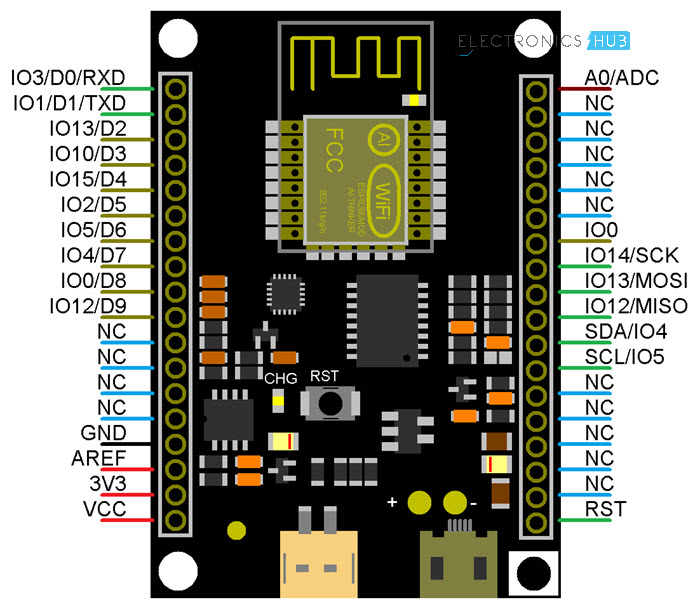 ELECTRONICS HU3
IO3/D0/RXD
IO1/D1/TXD
IO13/D2
IO10/D3
IO15/D4
IO2/D5
IO5/D6
IO4/D7
IO0/D8
IO12/D9
NC
NC
NC
NC
GND
AREF
3V3
VCC
FCC
AI
WiFi
ESP8266MOD
AI-THINKER
802.11b/g/n
CHG
RST
+
-
A0/ADC
NC
NC
NC
NC
NC
IO0
IO14/SCK
IO13/MOSI
IO12/MISO
SDA/IO4
SCL/IO5
NC
NC
NC
NC
NC
RST